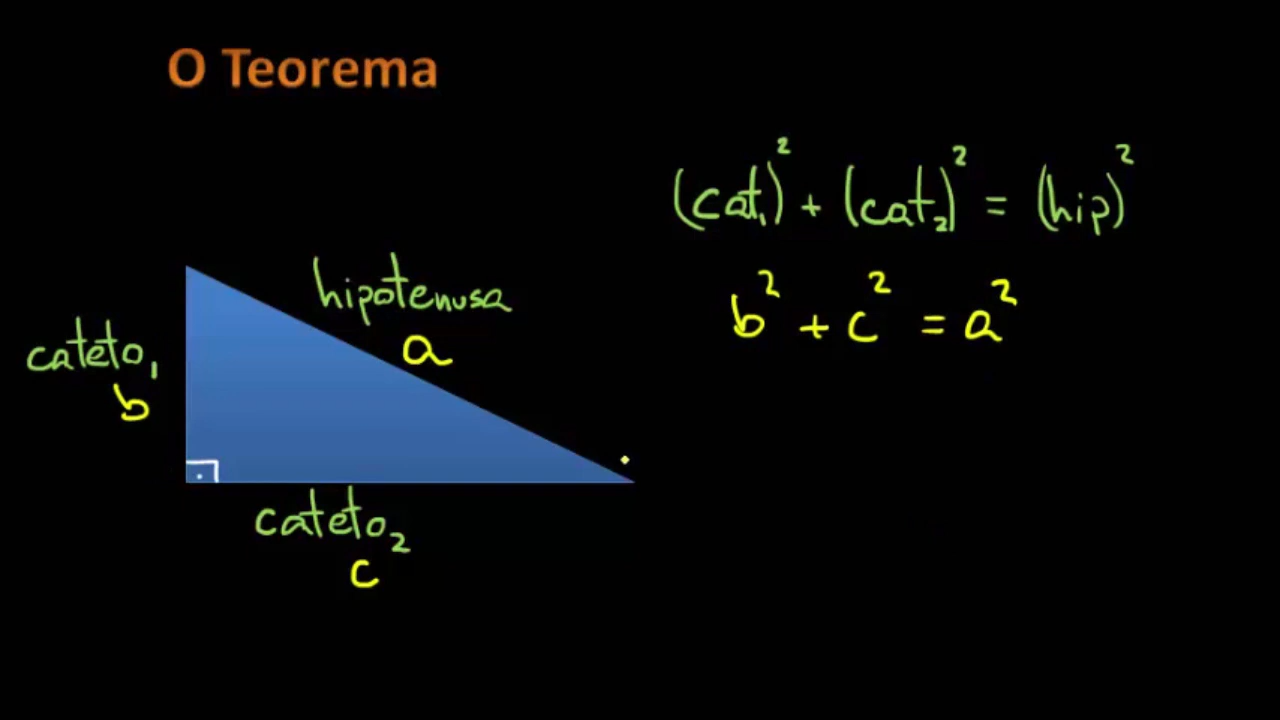 O Teorema
(cat₁)² + (cat₂)² = (hip)²
b² + c² = a²
hipotenusa
a
cateto₁
b
cateto₂
c